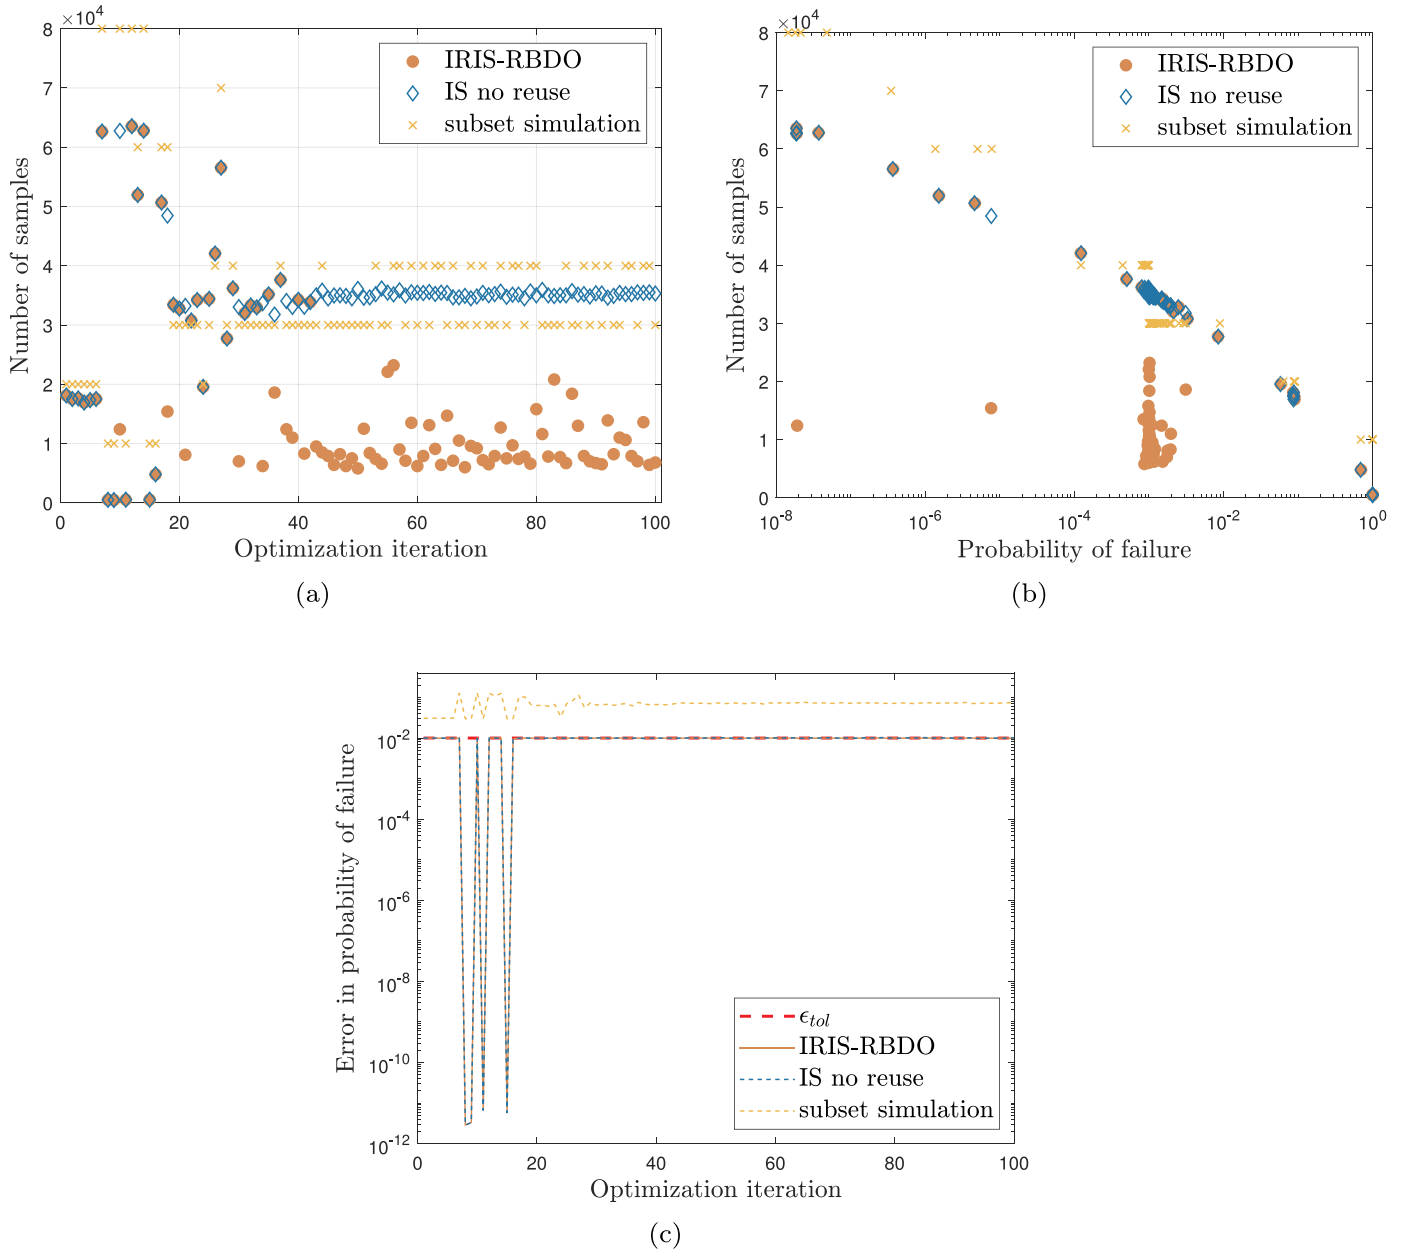 ×10⁴
8
7
6
5
4
3
2
1
0
Number of samples
0 20 40 60 80 100
Optimization iteration
IRIS-RBDO
IS no reuse
subset simulation
(a)
×10⁴
8
7
6
5
4
3
2
1
0
Number of samples
10⁻⁸ 10⁻⁶ 10⁻⁴ 10⁻² 10⁰
Probability of failure
IRIS-RBDO
IS no reuse
subset simulation
(b)
10⁻²
10⁻⁴
10⁻⁶
10⁻⁸
10⁻¹⁰
10⁻¹²
Error in probability of failure
0 20 40 60 80 100
Optimization iteration
ϵtol
IRIS-RBDO
IS no reuse
subset simulation
(c)